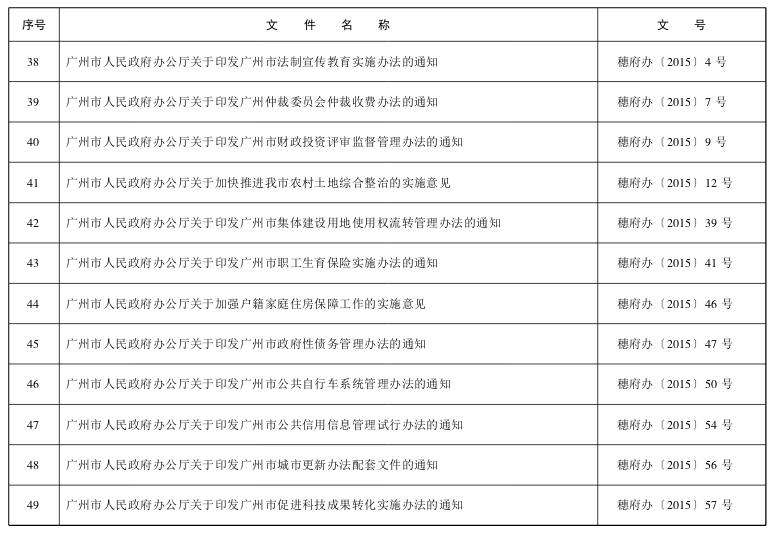 序号 文件名称 文号
38 广州市人民政府办公厅关于印发广州市法制宣传教育实施办法的通知 穗府办〔2015〕4 号
39 广州市人民政府办公厅关于印发广州仲裁委员会仲裁收费办法的通知 穗府办〔2015〕7 号
40 广州市人民政府办公厅关于印发广州市财政投资评审监督管理办法的通知 穗府办〔2015〕9 号
41 广州市人民政府办公厅关于加快推进我市农村土地综合整治的实施意见 穗府办〔2015〕12 号
42 广州市人民政府办公厅关于印发广州市集体建设用地使用权流转管理办法的通知 穗府办〔2015〕39 号
43 广州市人民政府办公厅关于印发广州市职工生育保险实施办法的通知 穗府办〔2015〕41 号
44 广州市人民政府办公厅关于加强户籍家庭住房保障工作的实施意见 穗府办〔2015〕46 号
45 广州市人民政府办公厅关于印发广州市政府性债务管理办法的通知 穗府办〔2015〕47 号
46 广州市人民政府办公厅关于印发广州市公共自行车系统管理办法的通知 穗府办〔2015〕50 号
47 广州市人民政府办公厅关于印发广州市公共信用信息管理试行办法的通知 穗府办〔2015〕54 号
48 广州市人民政府办公厅关于印发广州市城市更新办法配套文件的通知 穗府办〔2015〕56 号
49 广州市人民政府办公厅关于印发广州市促进科技成果转化实施办法的通知 穗府办〔2015〕57 号